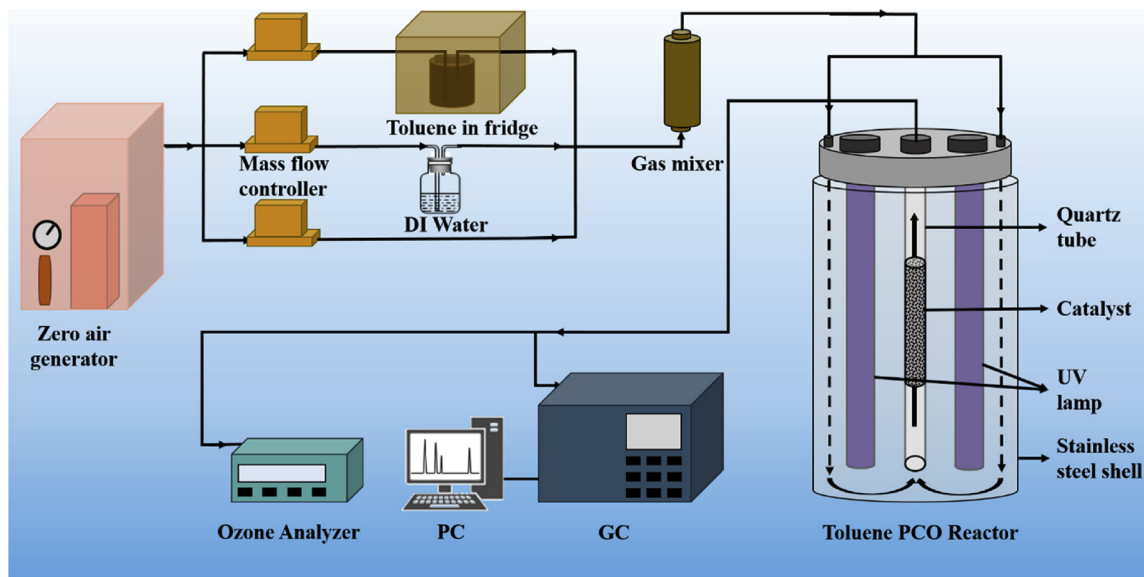 Toluene in fridge
Mass flow
controller
DI Water
Gas mixer
Zero air
generator
Quartz
tube
Catalyst
UV
lamp
Stainless
steel shell
Ozone Analyzer
PC
GC
Toluene PCO Reactor